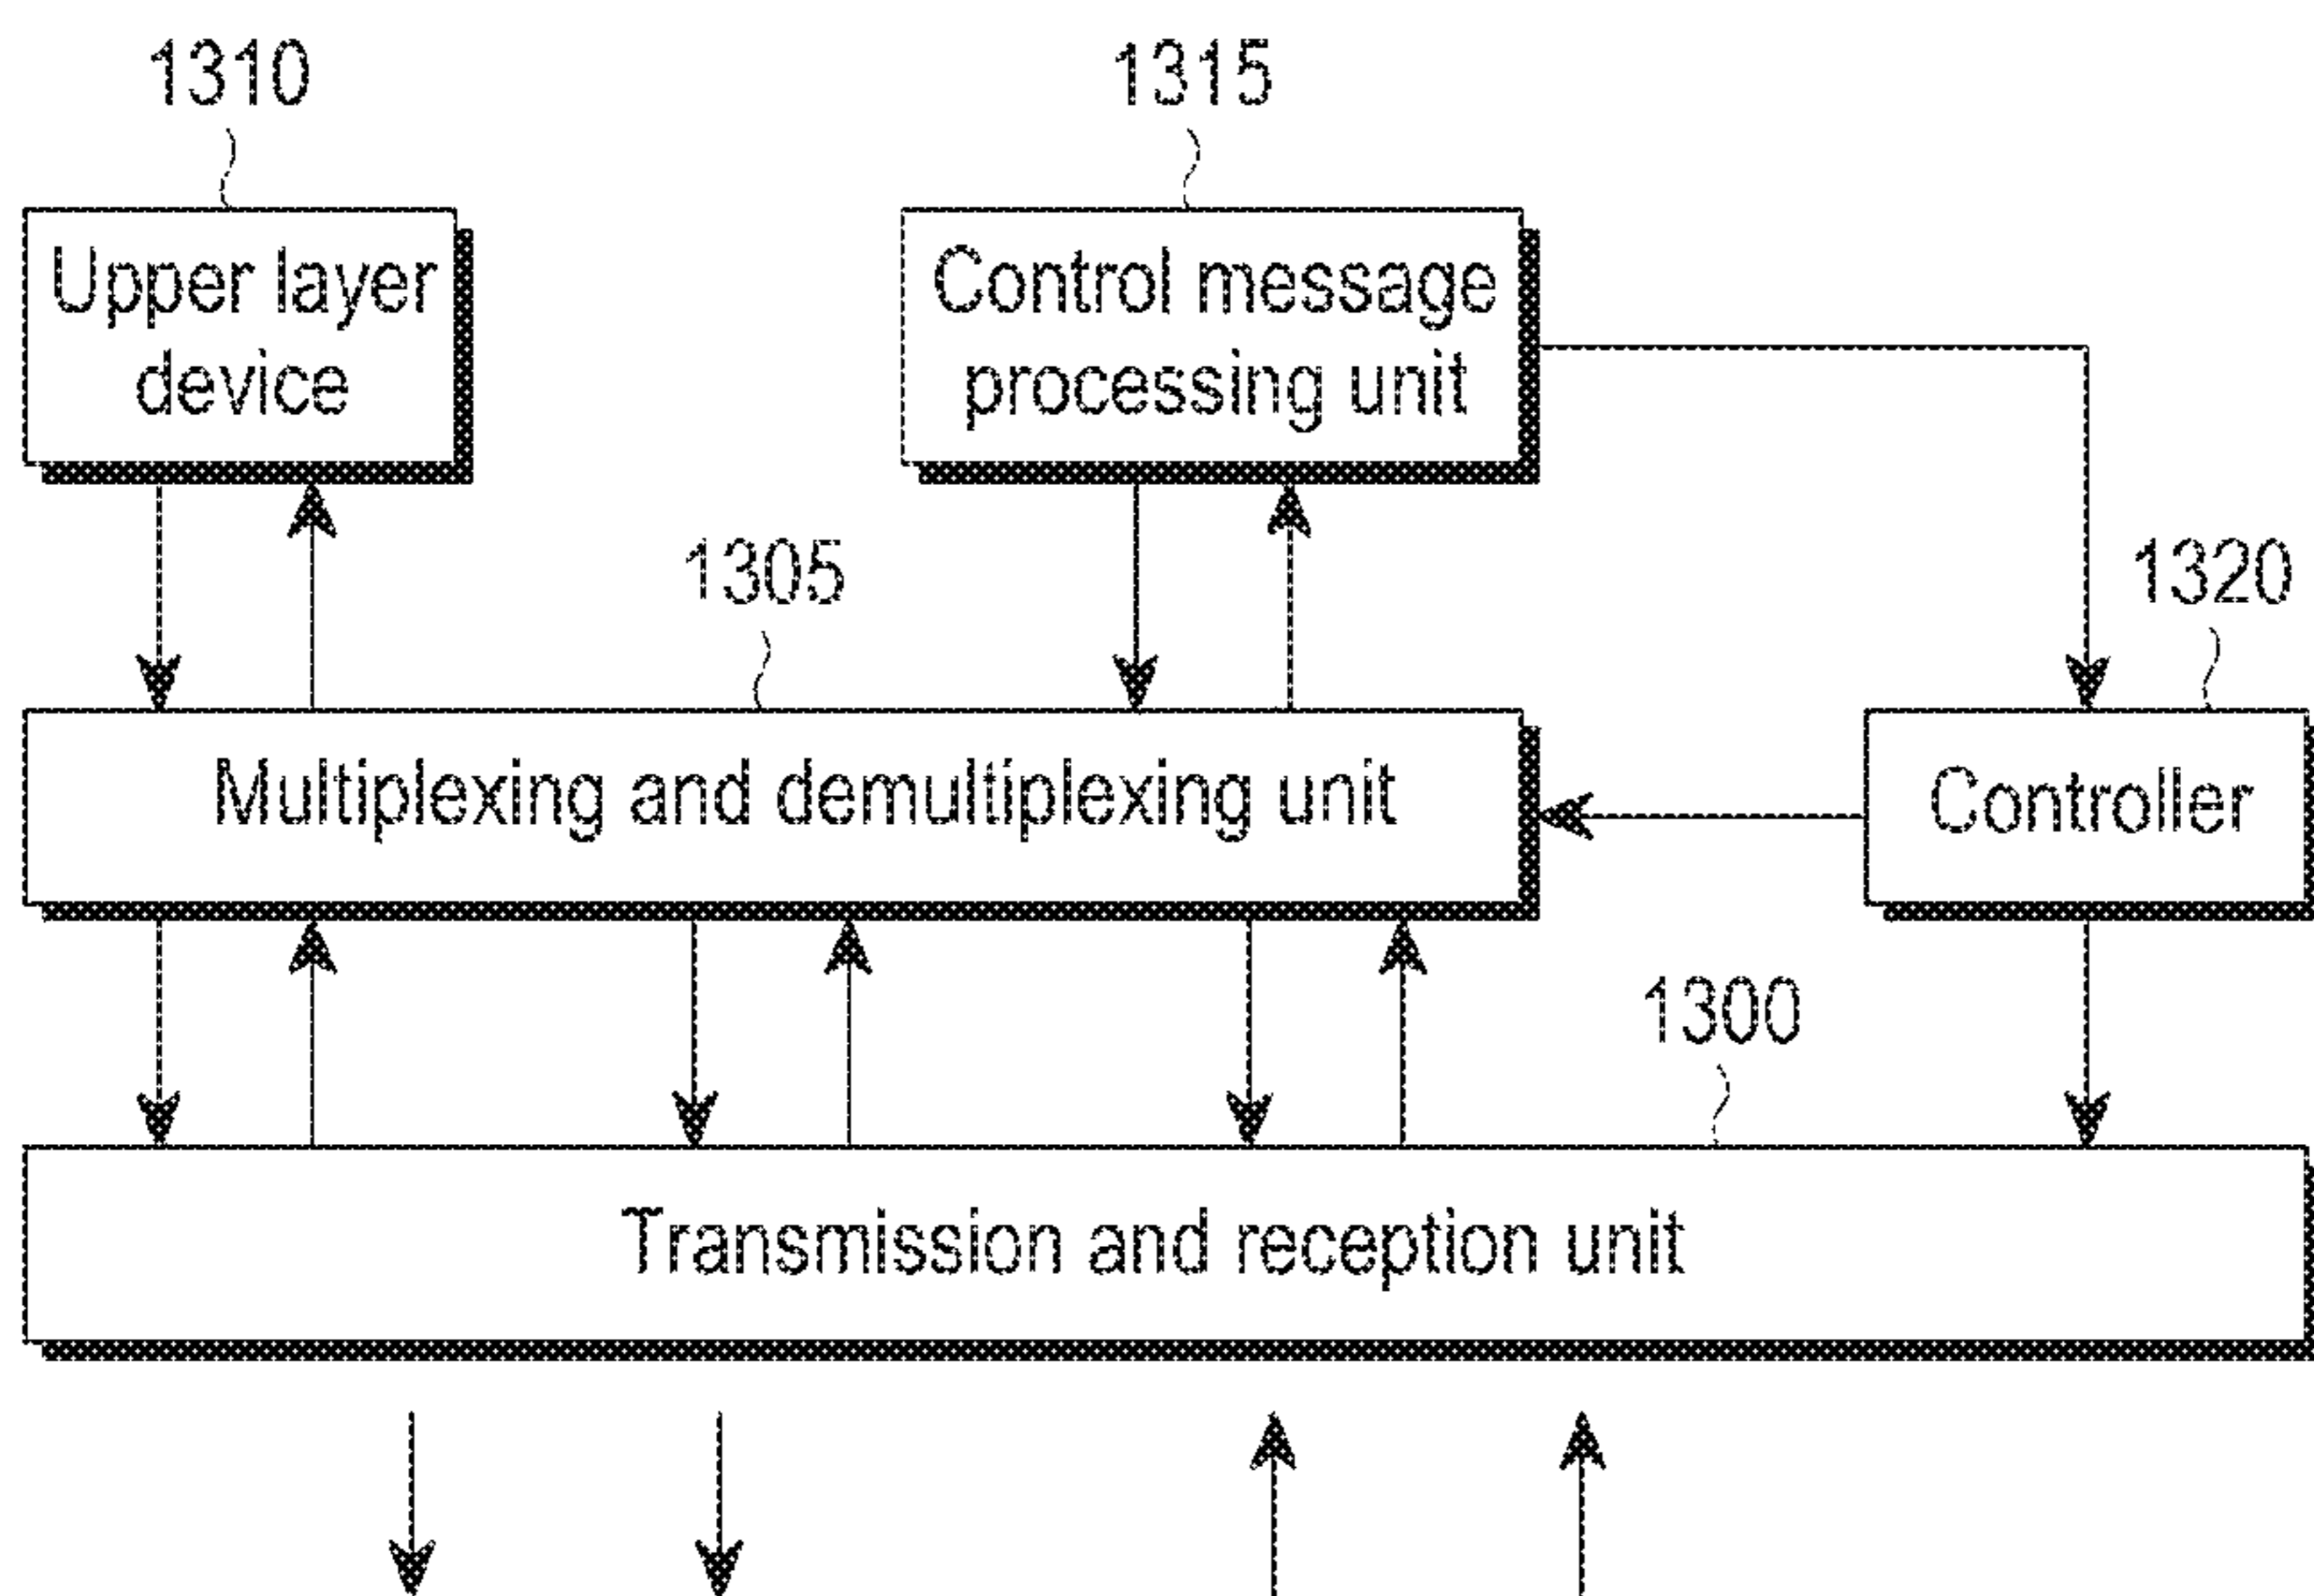 1310
1315
Upper layer
device
Control message
processing unit
1305
1320
Multiplexing and demultiplexing unit
Controller
1300
Transmission and reception unit